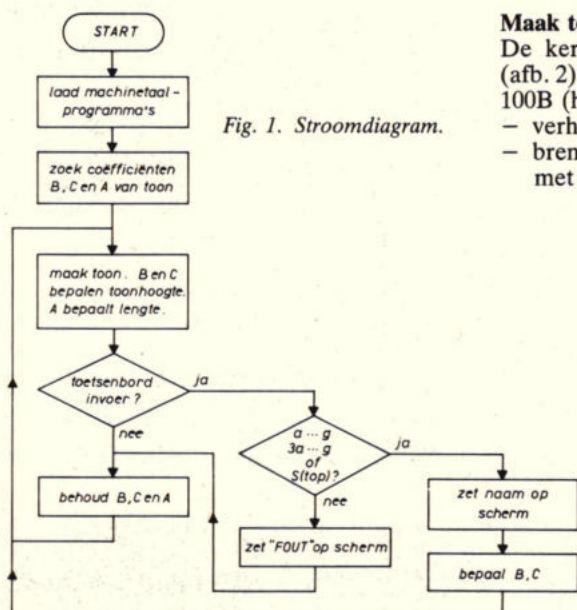 START
laad machinetaal-
programma's
zoek coëfficiënten
B, C en A van toon
maak toon. B en C
bepalen toonhoogte.
A bepaalt lengte.
toetsenbord
invoer?
ja
nee
behoud B, C en A
a --- g
3a --- g
of
S(top)?
ja
nee
zet "FOUT" op scherm
zet naam op
scherm
bepaal B, C
Fig. 1. Stroomdiagram.
Maak to
De ker
(afb. 2)
100B (h
– verh
– bren
met